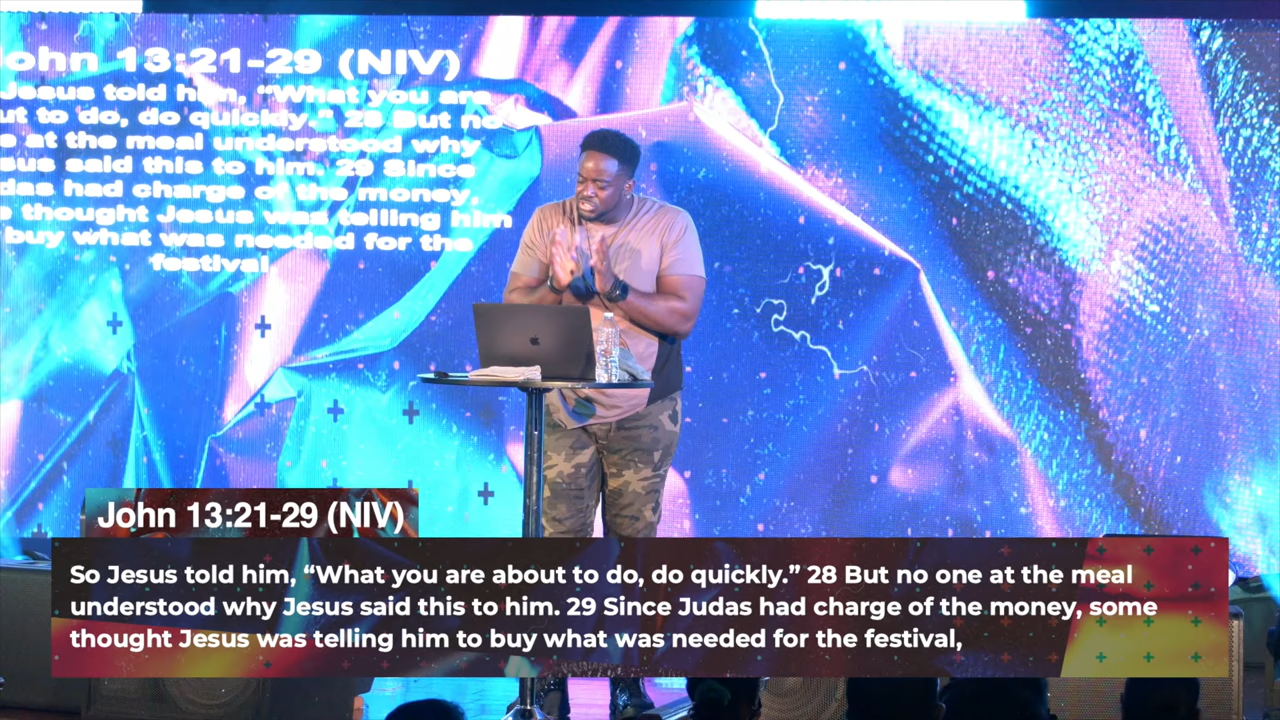 ohn 13:21-29 (NIV)
Jesus told him, “What you are
ut to do, do quickly.” 28 But no
e at the meal understood why
sus said this to him. 29 Since
das had charge of the money,
e thought Jesus was telling him
buy what was needed for the
festival,
John 13:21-29 (NIV)
So Jesus told him, “What you are about to do, do quickly.” 28 But no one at the meal
understood why Jesus said this to him. 29 Since Judas had charge of the money, some
thought Jesus was telling him to buy what was needed for the festival,